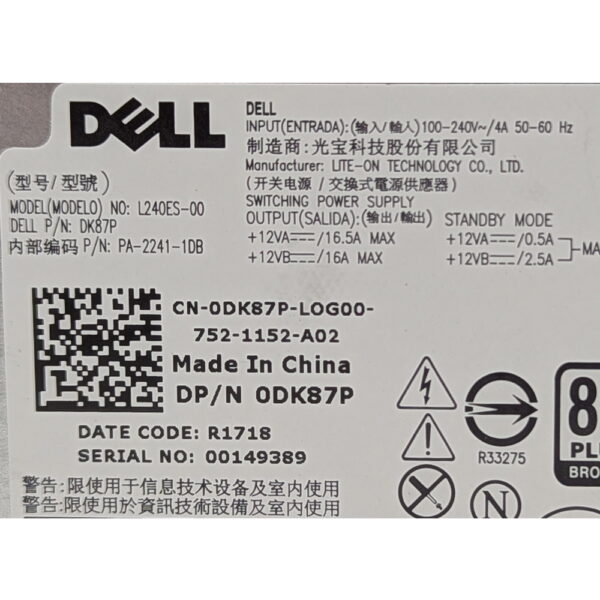 DELL
DELL
INPUT(ENTRADA):(输入/輸入)100-240V~/4A 50-60 Hz
制造商:光宝科技股份有限公司
Manufacturer: LITE-ON TECHNOLOGY CO., LTD.
(开关电源 / 交換式電源供應器)
SWITCHING POWER SUPPLY
OUTPUT(SALIDA):(输出/輸出) STANDBY MODE
+12VA⎓/16.5A MAX +12VA⎓/0.5A
+12VB⎓/16A MAX +12VB⎓/2.5A
(型号/型號)
MODEL(MODELO) NO: L240ES-00
DELL P/N: DK87P
内部编码 P/N: PA-2241-1DB
CN-0DK87P-LOG00-
752-1152-A02
Made In China
DP/N 0DK87P
DATE CODE: R1718
SERIAL NO: 00149389
R33275
8
PL
BRO
N
警告:限使用于信息技术设备及室内使用
警告:限使用於資訊技術設備及室内使用